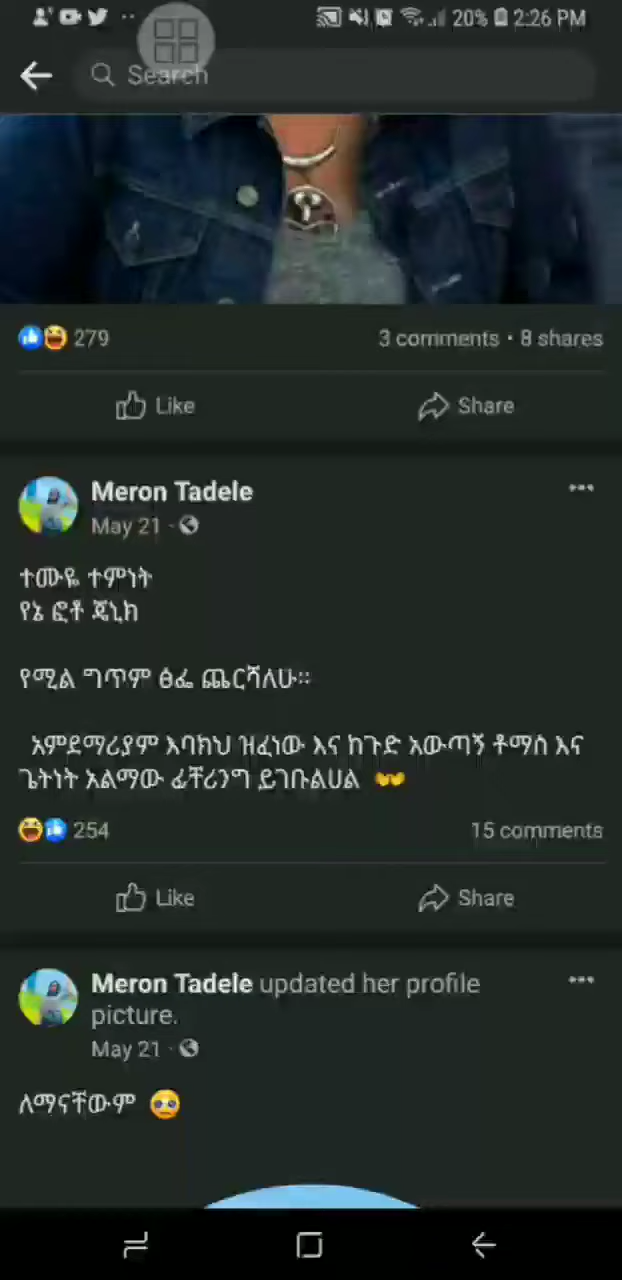 20% 2:26 PM
Search
279 3 comments • 8 shares
Like Share
Meron Tadele
May 21
ተሙዬ ተምነት
የኔ ፎቶ ጄኒክ
የሚል ግጥም ፅፌ ጨርሻለሁ።
አምደማሪያም እባክህ ዝፈነው እና ከጉድ አውጣኝ ቶማስ እና
ጌትነት አልማው ፊቸሪንግ ይገቡልሀል
254 15 comments
Like Share
Meron Tadele updated her profile
picture.
May 21
ለማናቸውም